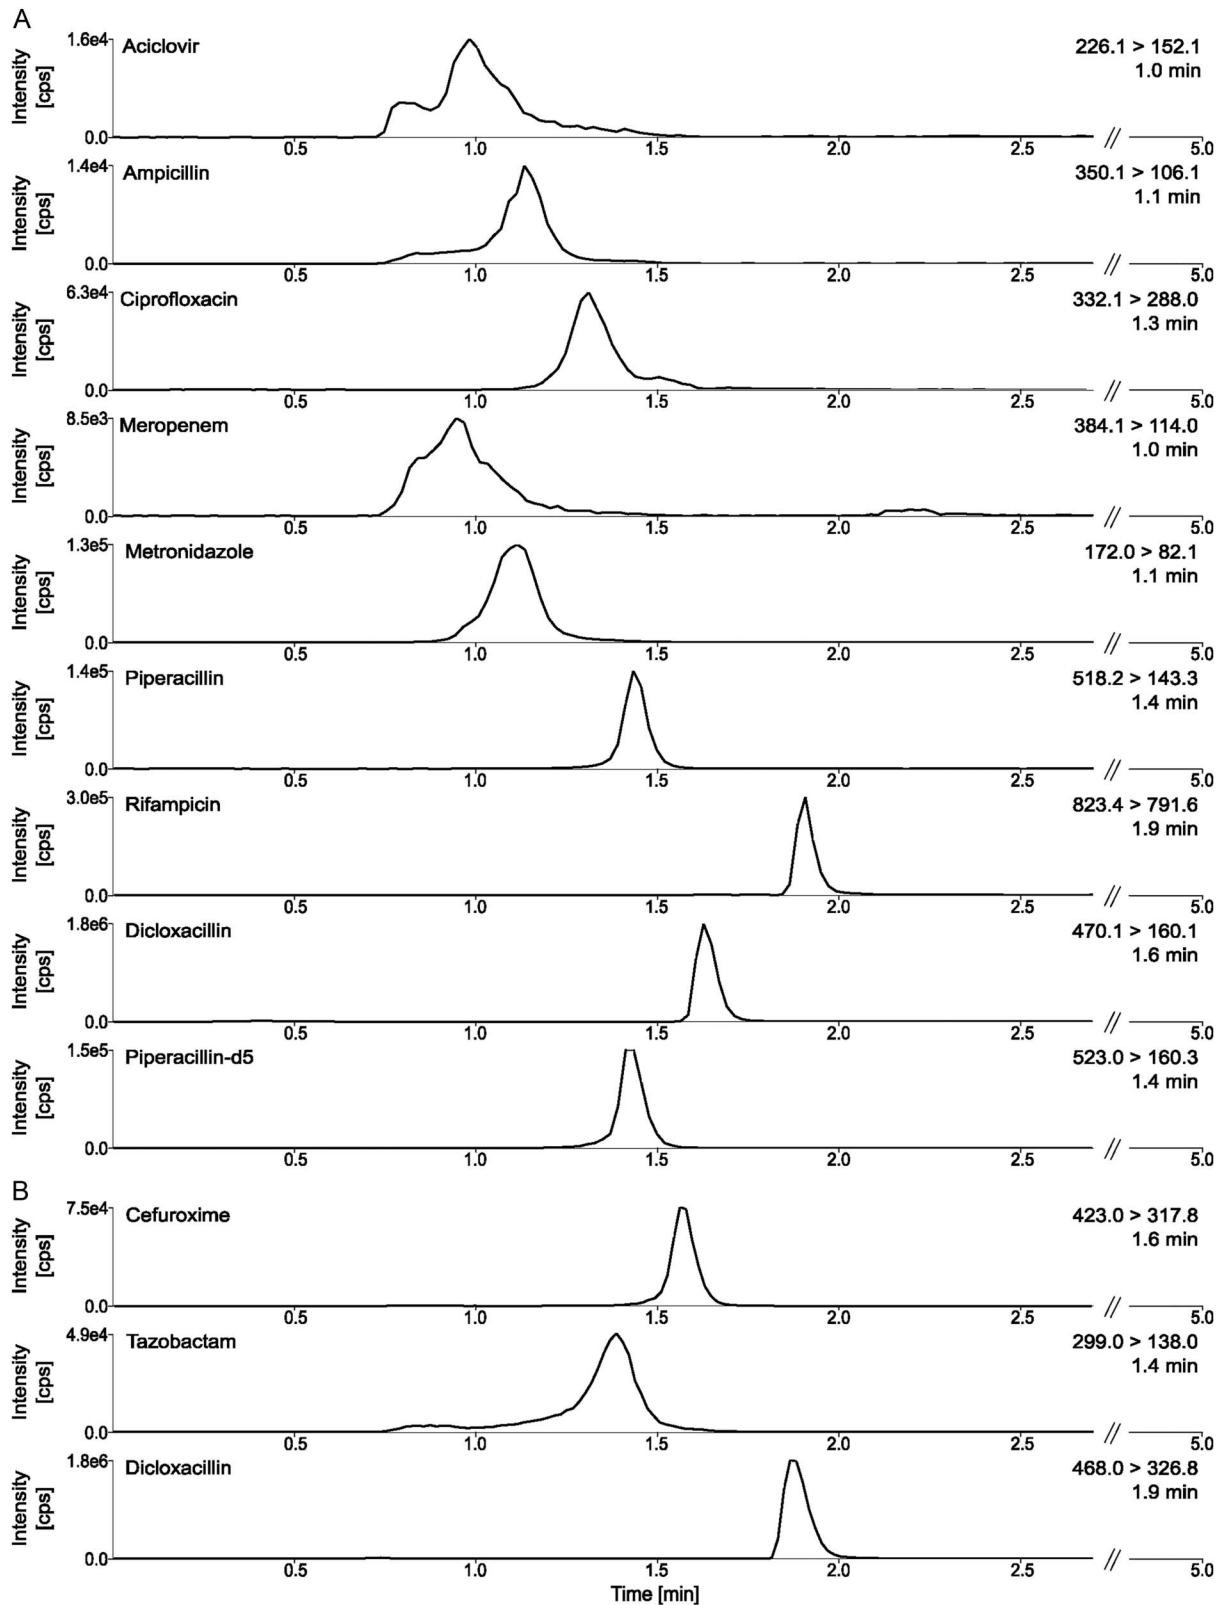 A
Intensity [cps]
1.6e4
Aciclovir
226.1 > 152.1
1.0 min
0.0
0.5 1.0 1.5 2.0 2.5 // 5.0
Intensity [cps]
1.4e4
Ampicillin
350.1 > 106.1
1.1 min
0.0
0.5 1.0 1.5 2.0 2.5 // 5.0
Intensity [cps]
6.3e4
Ciprofloxacin
332.1 > 288.0
1.3 min
0.0
0.5 1.0 1.5 2.0 2.5 // 5.0
Intensity [cps]
8.5e3
Meropenem
384.1 > 114.0
1.0 min
0.0
0.5 1.0 1.5 2.0 2.5 // 5.0
Intensity [cps]
1.3e5
Metronidazole
172.0 > 82.1
1.1 min
0.0
0.5 1.0 1.5 2.0 2.5 // 5.0
Intensity [cps]
1.4e5
Piperacillin
518.2 > 143.3
1.4 min
0.0
0.5 1.0 1.5 2.0 2.5 // 5.0
Intensity [cps]
3.0e5
Rifampicin
823.4 > 791.6
1.9 min
0.0
0.5 1.0 1.5 2.0 2.5 // 5.0
Intensity [cps]
1.8e6
Dicloxacillin
470.1 > 160.1
1.6 min
0.0
0.5 1.0 1.5 2.0 2.5 // 5.0
Intensity [cps]
1.5e5
Piperacillin-d5
523.0 > 160.3
1.4 min
0.0
0.5 1.0 1.5 2.0 2.5 // 5.0
B
Intensity [cps]
7.5e4
Cefuroxime
423.0 > 317.8
1.6 min
0.0
0.5 1.0 1.5 2.0 2.5 // 5.0
Intensity [cps]
4.9e4
Tazobactam
299.0 > 138.0
1.4 min
0.0
0.5 1.0 1.5 2.0 2.5 // 5.0
Intensity [cps]
1.8e6
Dicloxacillin
468.0 > 326.8
1.9 min
0.0
0.5 1.0 1.5 2.0 2.5 // 5.0
Time [min]